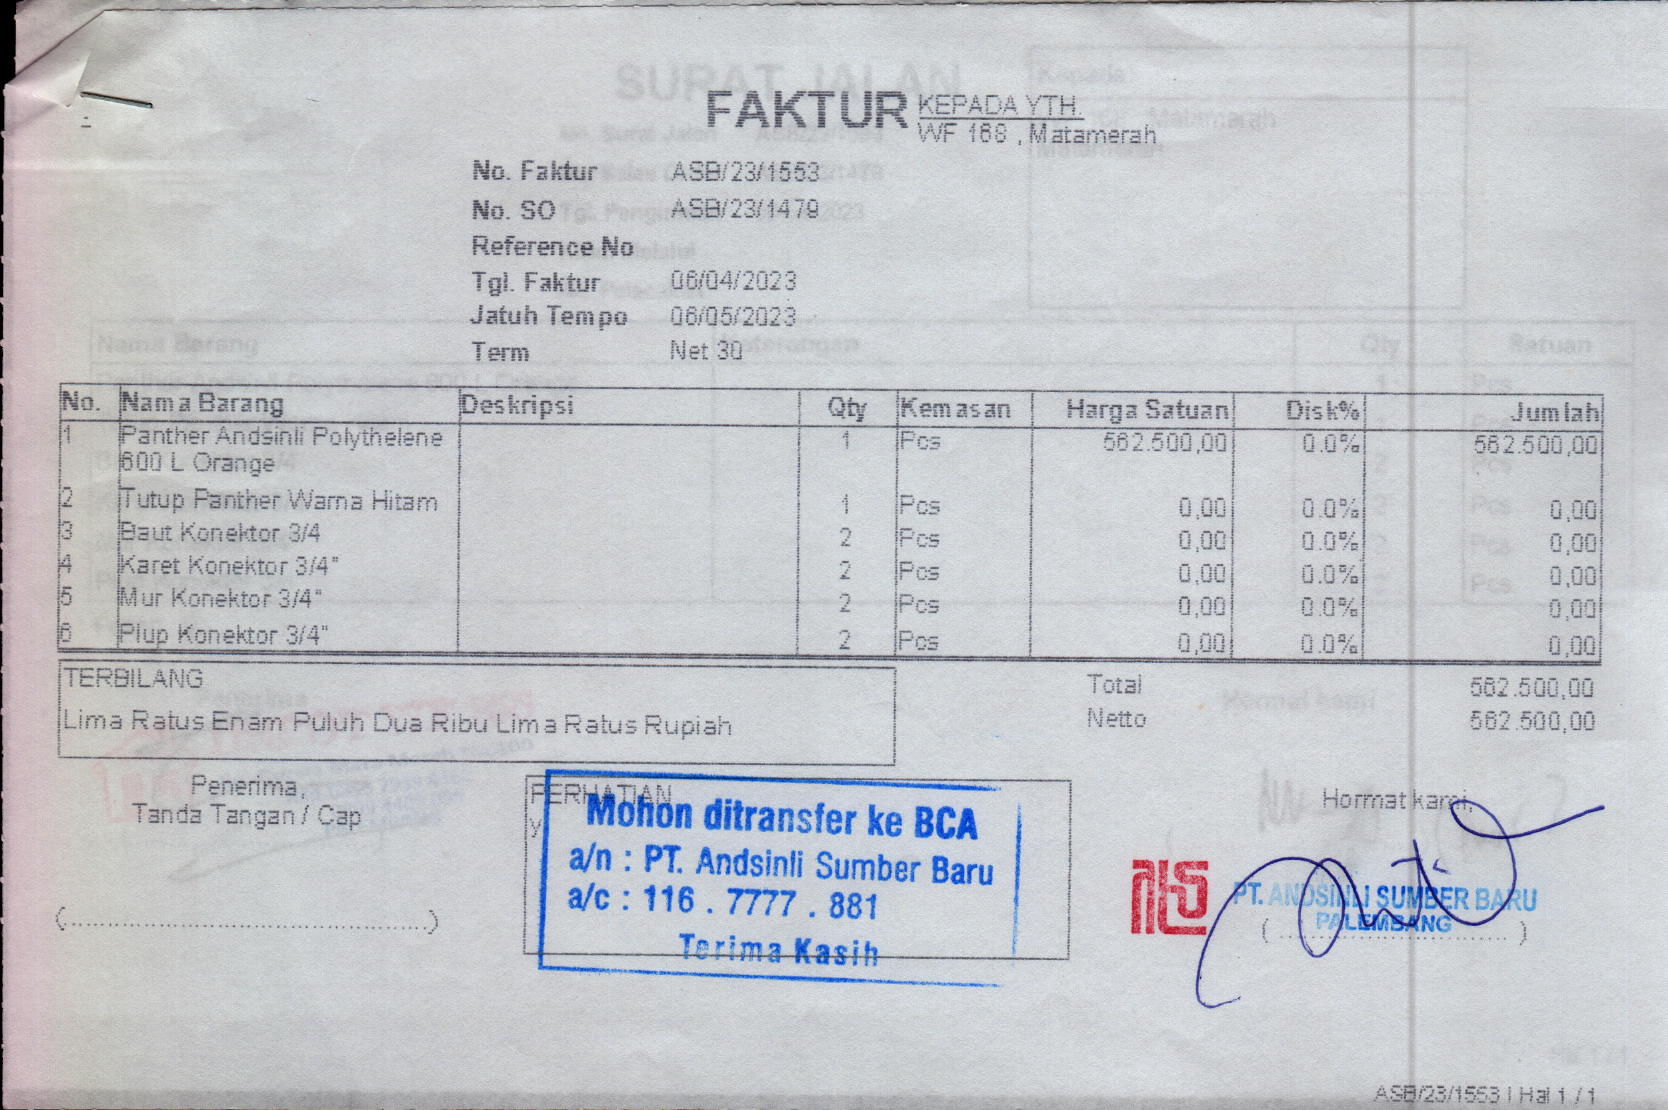 FAKTUR
KEPADA YTH.
WF 168 , Matamerah
No. Faktur ASB/23/1553
No. SO ASB/23/1479
Reference No
Tgl. Faktur 06/04/2023
Jatuh Tempo 06/05/2023
Term Net 30
No. Nama Barang Deskripsi Qty Kemasan Harga Satuan Disk% Jumlah
1 Panther Andsinli Polythelene 1 Pcs 562.500,00 0.0% 562.500,00
600 L Orange
2 Tutup Panther Warna Hitam 1 Pcs 0,00 0.0% 0,00
3 Baut Konektor 3/4 2 Pcs 0,00 0.0% 0,00
4 Karet Konektor 3/4" 2 Pcs 0,00 0.0% 0,00
5 Mur Konektor 3/4" 2 Pcs 0,00 0.0% 0,00
6 Plup Konektor 3/4" 2 Pcs 0,00 0.0% 0,00
TERBILANG
Lima Ratus Enam Puluh Dua Ribu Lima Ratus Rupiah
Total 562.500,00
Netto 562.500,00
Penerima,
Tanda Tangan / Cap
(................................................)
PERHATIAN
Mohon ditransfer ke BCA
a/n : PT. Andsinli Sumber Baru
a/c : 116 . 7777 . 881
Terima Kasih
Hormat kami,
PT. ANDSINLI SUMBER BARU
PALEMBANG
ASB/23/1553 | Hal 1 / 1